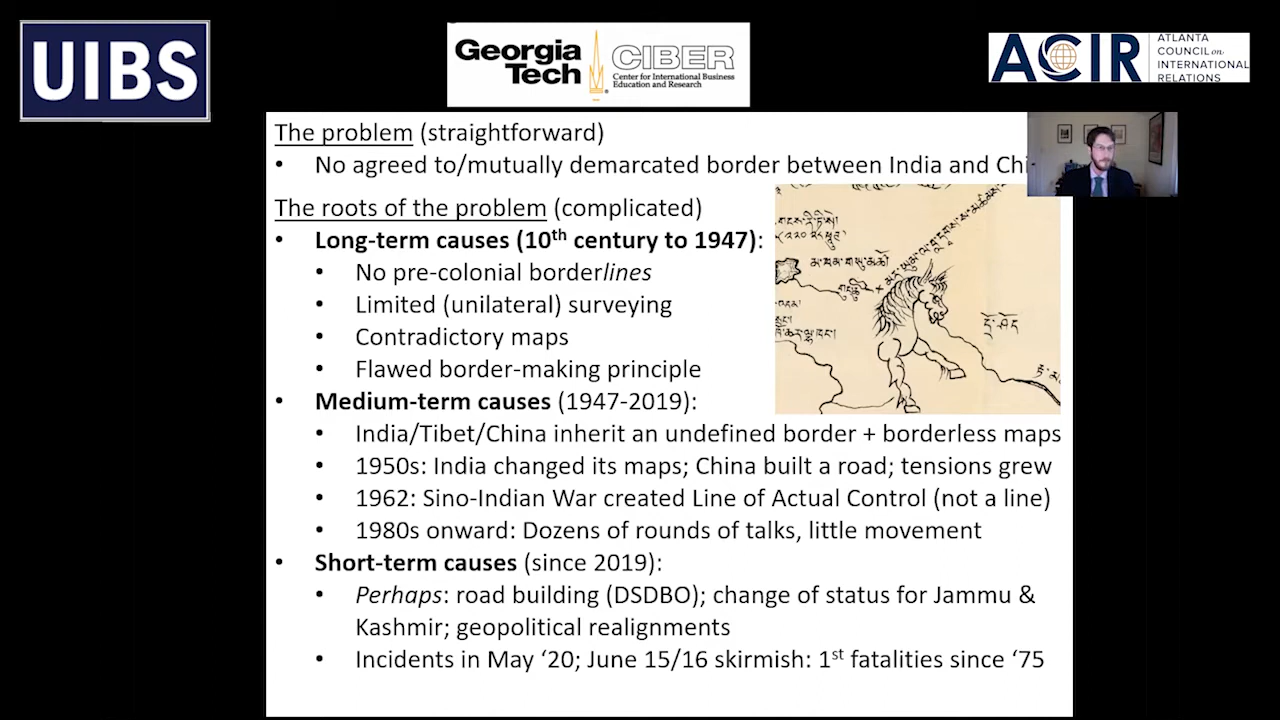 UIBS
Georgia
Tech
CIBER
Center for International Business
Education and Research
ACIR
ATLANTA
COUNCIL on
INTERNATIONAL
RELATIONS
The problem (straightforward)
• No agreed to/mutually demarcated border between India and Chi
The roots of the problem (complicated)
• Long-term causes (10th century to 1947):
• No pre-colonial borderlines
• Limited (unilateral) surveying
• Contradictory maps
• Flawed border-making principle
• Medium-term causes (1947-2019):
• India/Tibet/China inherit an undefined border + borderless maps
• 1950s: India changed its maps; China built a road; tensions grew
• 1962: Sino-Indian War created Line of Actual Control (not a line)
• 1980s onward: Dozens of rounds of talks, little movement
• Short-term causes (since 2019):
• Perhaps: road building (DSDBO); change of status for Jammu &
Kashmir; geopolitical realignments
• Incidents in May ‘20; June 15/16 skirmish: 1st fatalities since ‘75